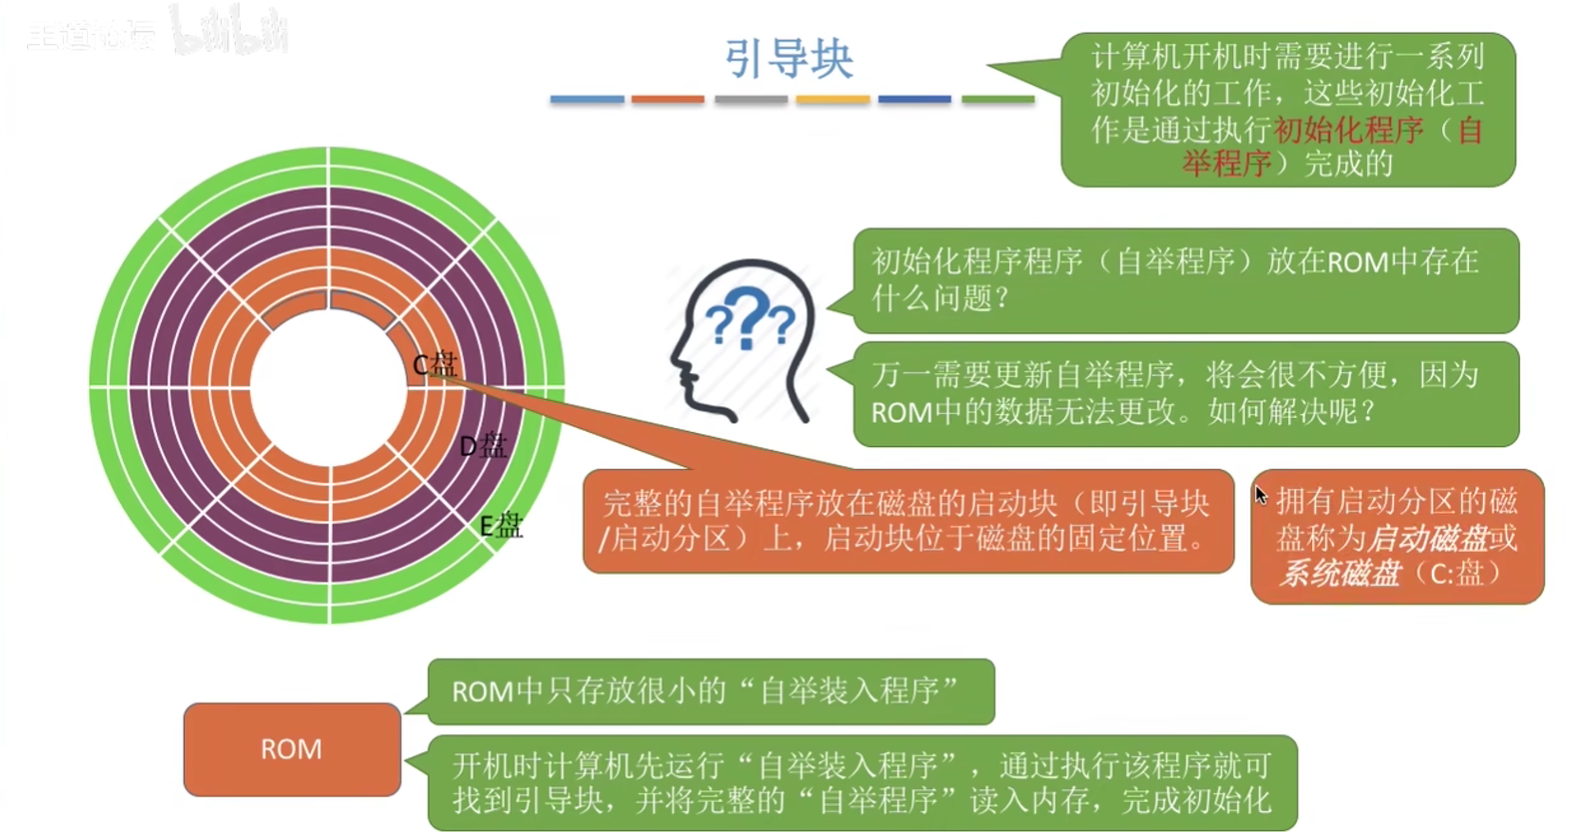 王道论坛 bilibili
引导块
计算机开机时需要进行一系列
初始化的工作，这些初始化工
作是通过执行初始化程序（自
举程序）完成的
初始化程序程序（自举程序）放在ROM中存在
什么问题？
???
万一需要更新自举程序，将会很不方便，因为
ROM中的数据无法更改。如何解决呢？
C盘
D盘
E盘
完整的自举程序放在磁盘的启动块（即引导块
/启动分区）上，启动块位于磁盘的固定位置。
拥有启动分区的磁
盘称为启动磁盘或
系统磁盘（C:盘）
ROM中只存放很小的“自举装入程序”
ROM
开机时计算机先运行“自举装入程序”，通过执行该程序就可
找到引导块，并将完整的“自举程序”读入内存，完成初始化